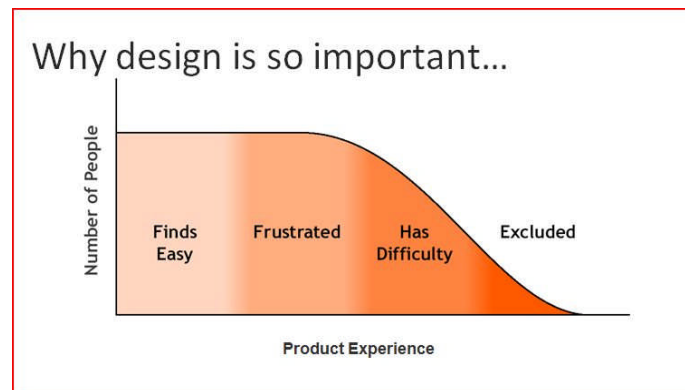 Why design is so important...
Number of People
Finds
Easy
Frustrated
Has
Difficulty
Excluded
Product Experience